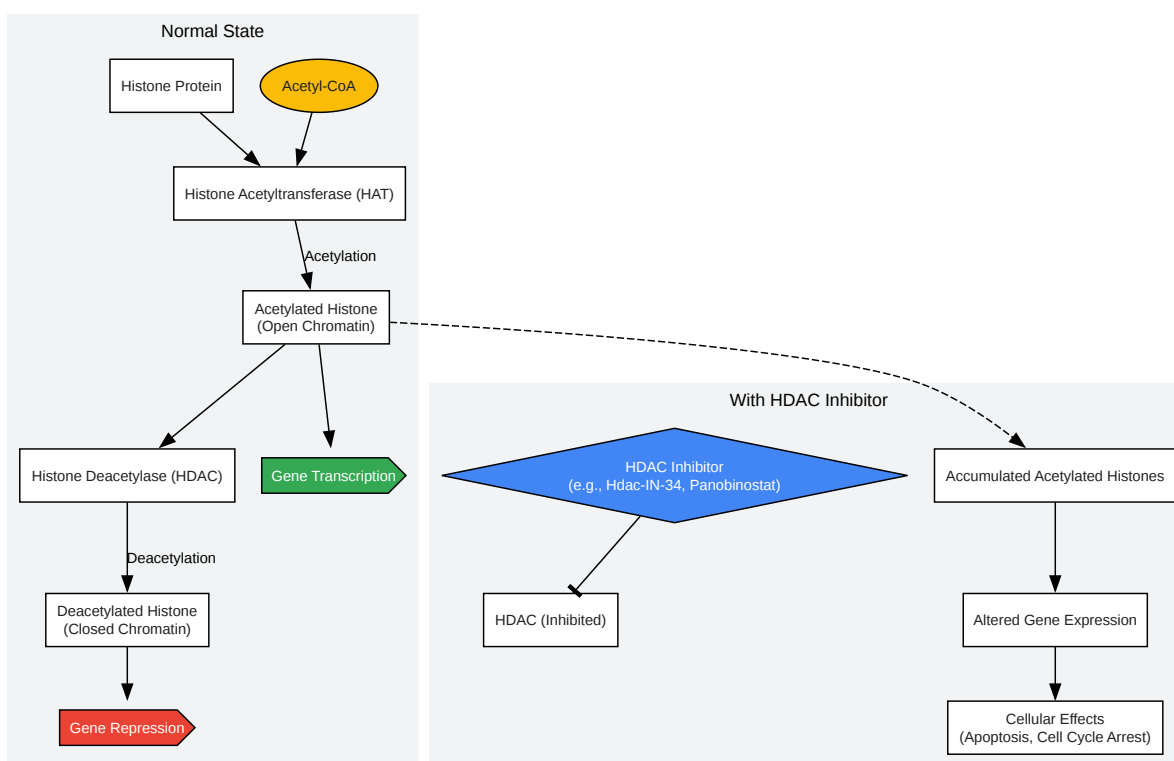 Normal State
Histone Protein
Acetyl-CoA
Histone Acetyltransferase (HAT)
Acetylation
Acetylated Histone
(Open Chromatin)
Histone Deacetylase (HDAC)
Gene Transcription
Deacetylation
Deacetylated Histone
(Closed Chromatin)
Gene Repression
With HDAC Inhibitor
HDAC Inhibitor
(e.g., Hdac-IN-34, Panobinostat)
HDAC (Inhibited)
Accumulated Acetylated Histones
Altered Gene Expression
Cellular Effects
(Apoptosis, Cell Cycle Arrest)